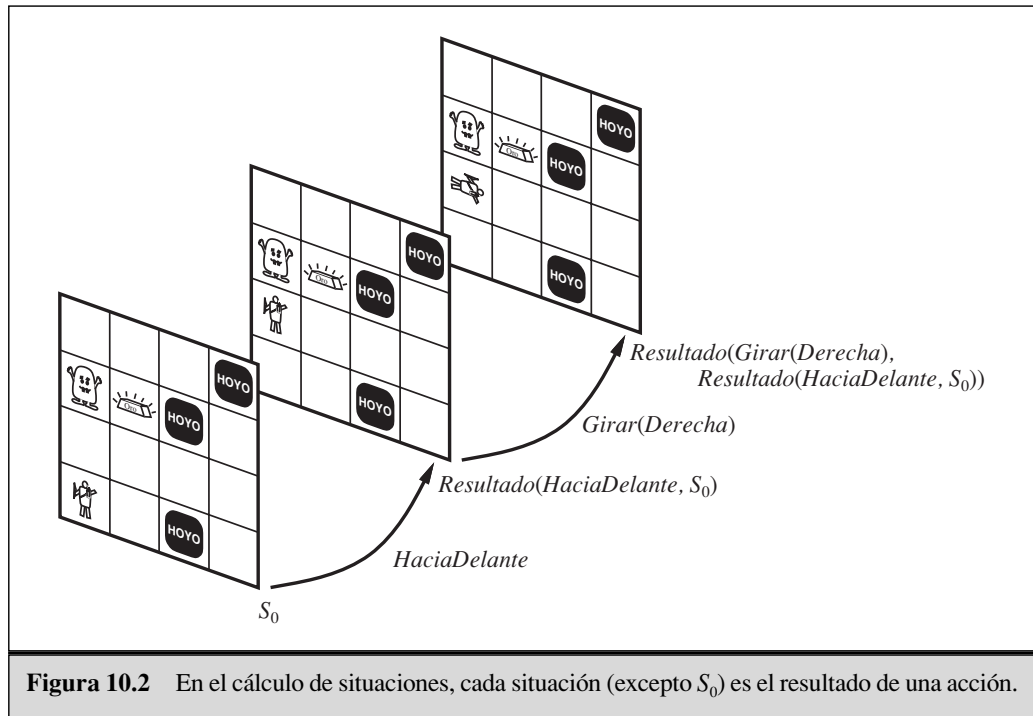 HOYO
Oro
HOYO
HOYO
HOYO
Oro
HOYO
HOYO
HOYO
Oro
HOYO
HOYO
Resultado(Girar(Derecha),
Resultado(HaciaDelante, S₀))
Girar(Derecha)
Resultado(HaciaDelante, S₀)
HaciaDelante
S₀
Figura 10.2 En el cálculo de situaciones, cada situación (excepto S₀) es el resultado de una acción.